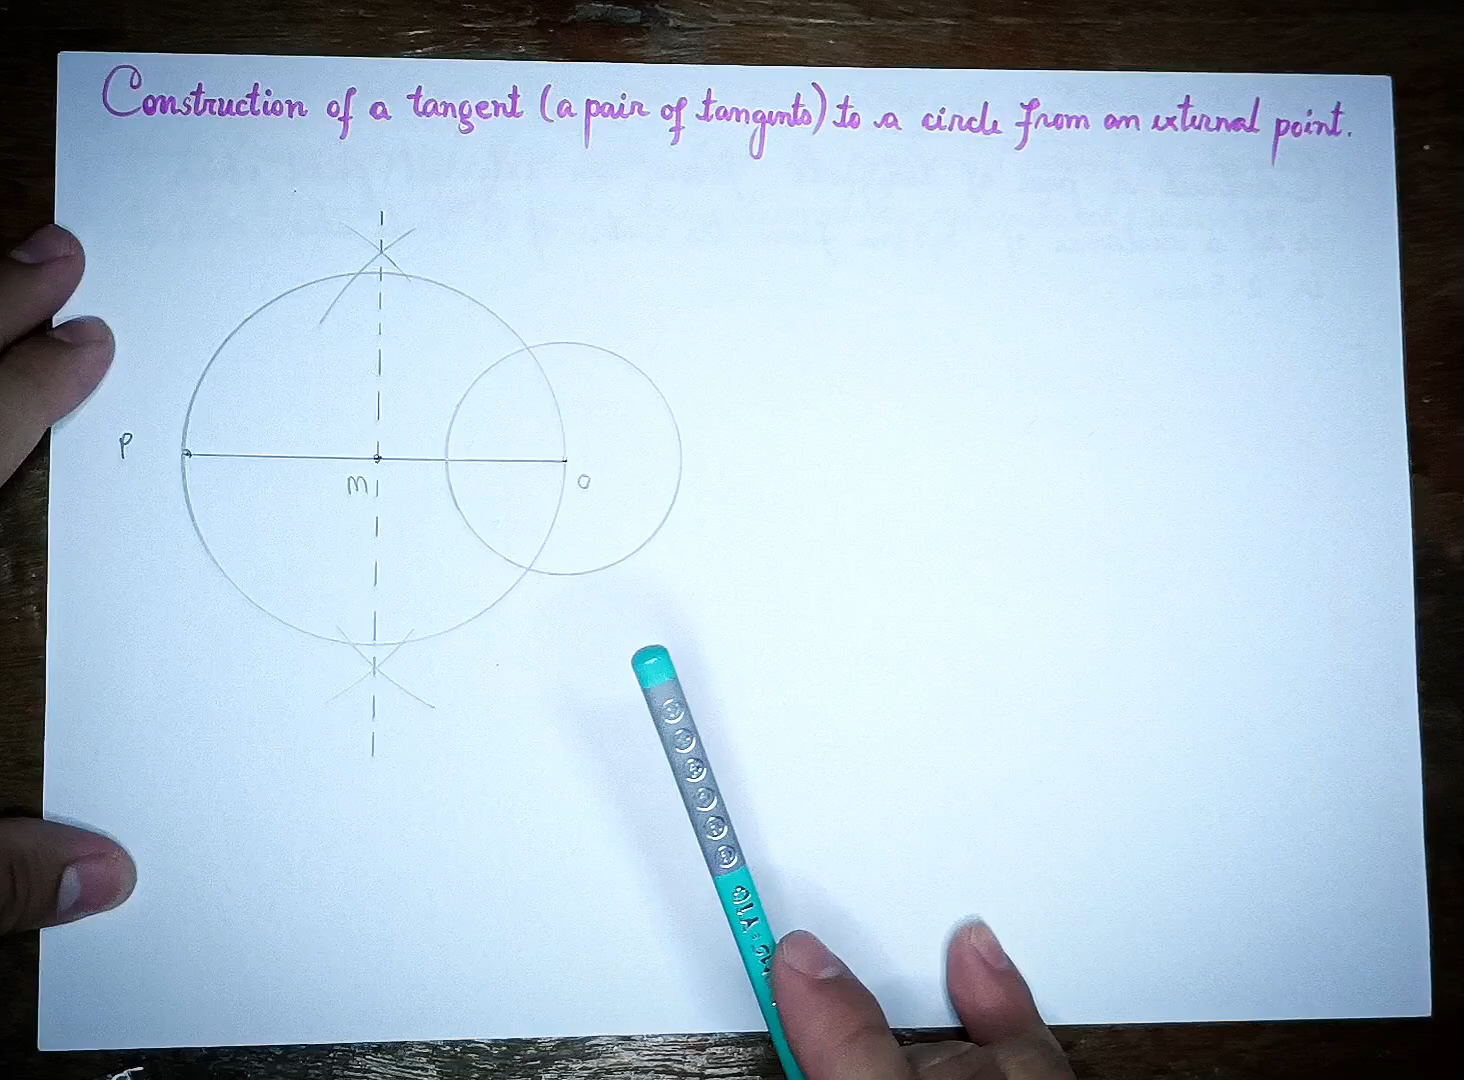 Construction of a tangent (a pair of tangents) to a circle from an external point.
P
M
O